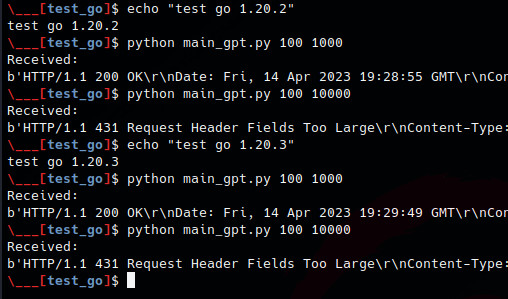 \___[test_go]$ echo "test go 1.20.2"
test go 1.20.2
\___[test_go]$ python main_gpt.py 100 1000
Received:
b'HTTP/1.1 200 OK\r\nDate: Fri, 14 Apr 2023 19:28:55 GMT\r\nCon
\___[test_go]$ python main_gpt.py 100 10000
Received:
b'HTTP/1.1 431 Request Header Fields Too Large\r\nContent-Type:
\___[test_go]$ echo "test go 1.20.3"
test go 1.20.3
\___[test_go]$ python main_gpt.py 100 1000
Received:
b'HTTP/1.1 200 OK\r\nDate: Fri, 14 Apr 2023 19:29:49 GMT\r\nCon
\___[test_go]$ python main_gpt.py 100 10000
Received:
b'HTTP/1.1 431 Request Header Fields Too Large\r\nContent-Type:
\___[test_go]$